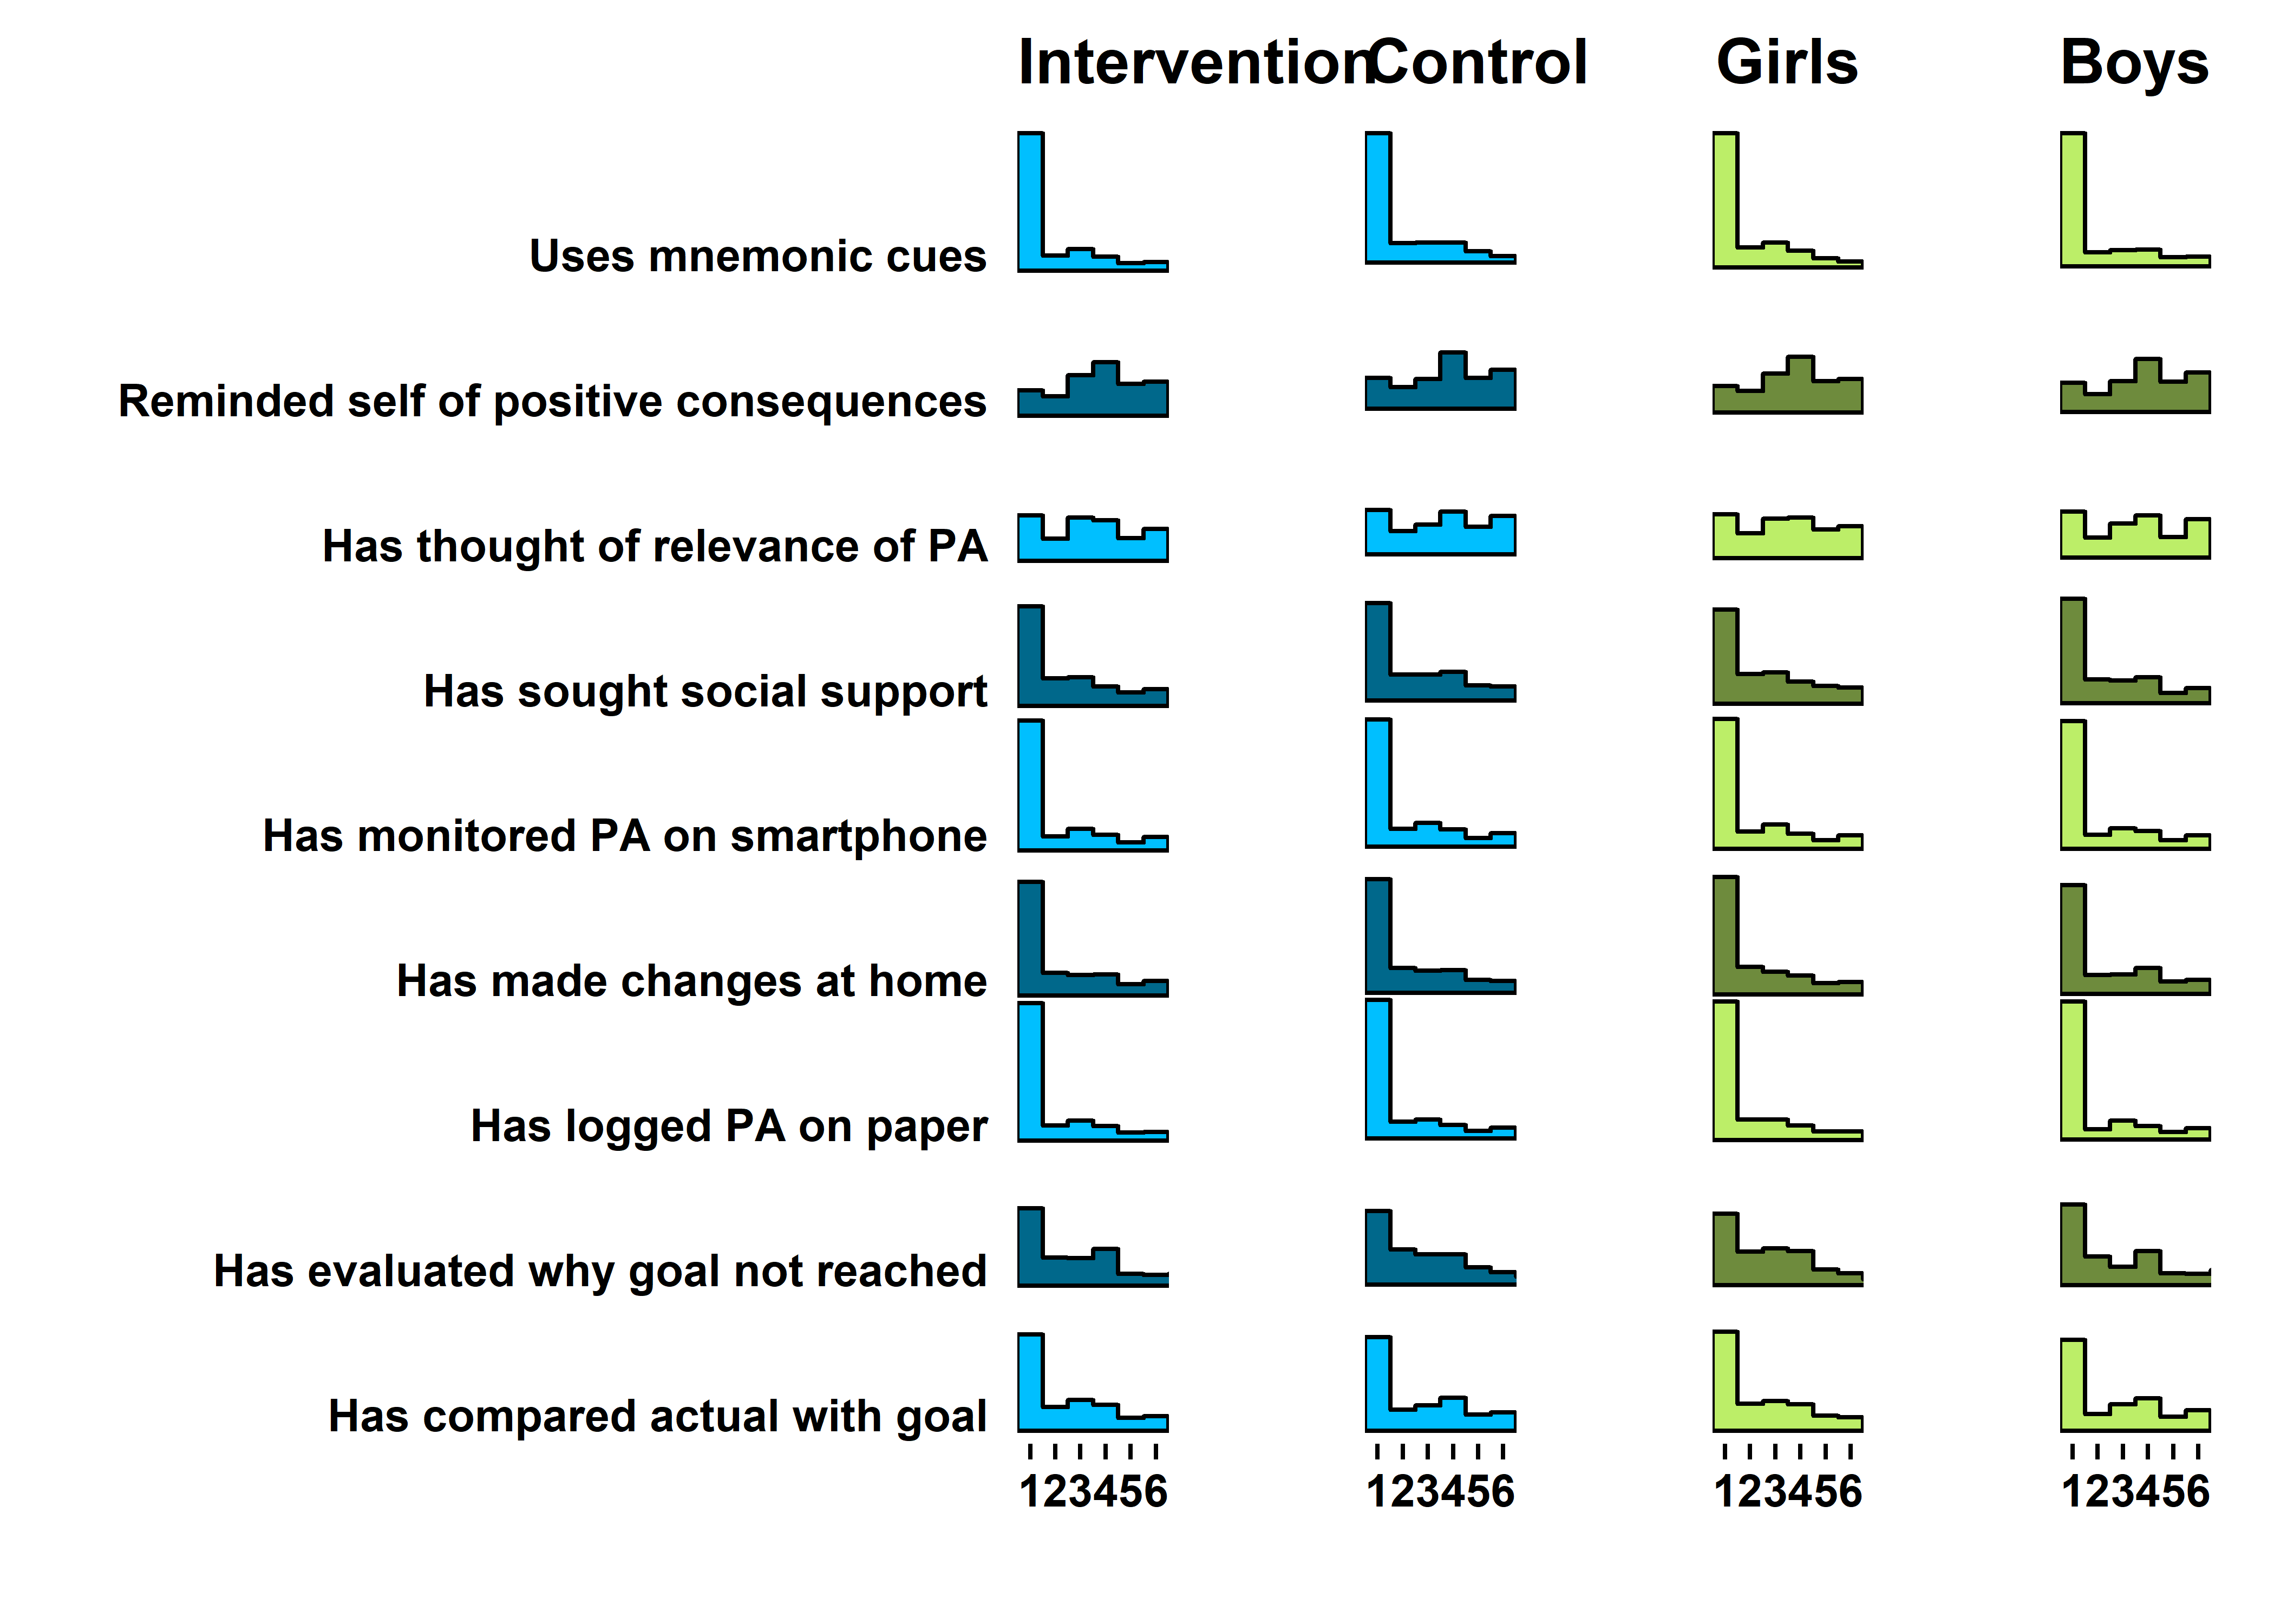 Intervention Control Girls Boys
Uses mnemonic cues
Reminded self of positive consequences
Has thought of relevance of PA
Has sought social support
Has monitored PA on smartphone
Has made changes at home
Has logged PA on paper
Has evaluated why goal not reached
Has compared actual with goal
123456 123456 123456 123456